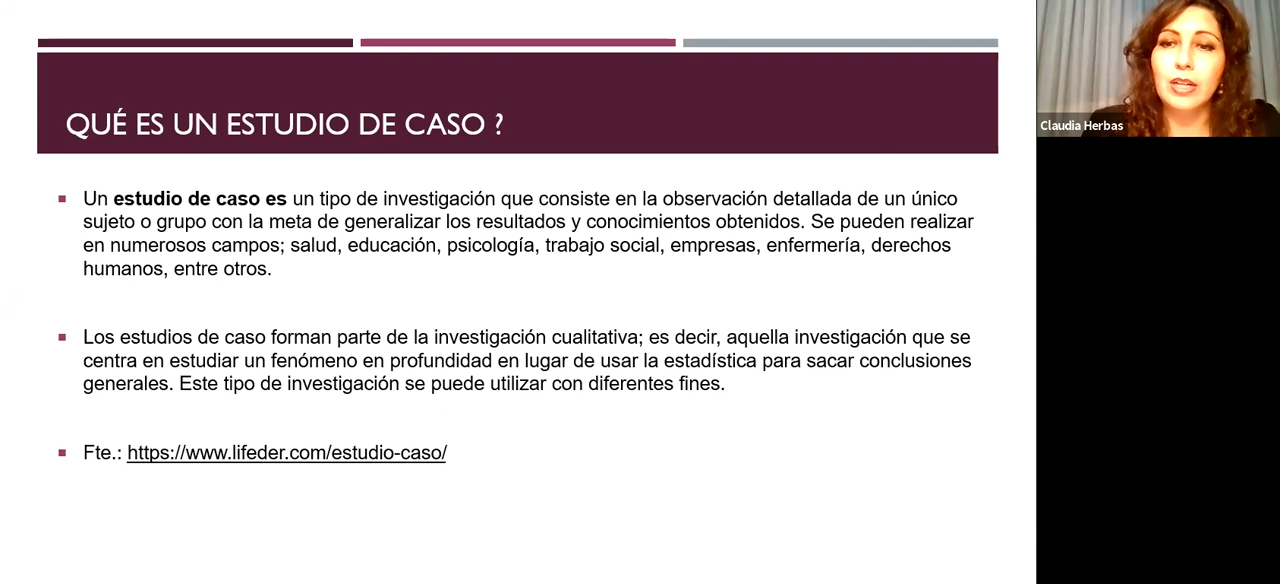 QUÉ ES UN ESTUDIO DE CASO ?
Un estudio de caso es un tipo de investigación que consiste en la observación detallada de un único
sujeto o grupo con la meta de generalizar los resultados y conocimientos obtenidos. Se pueden realizar
en numerosos campos; salud, educación, psicología, trabajo social, empresas, enfermería, derechos
humanos, entre otros.
Los estudios de caso forman parte de la investigación cualitativa; es decir, aquella investigación que se
centra en estudiar un fenómeno en profundidad en lugar de usar la estadística para sacar conclusiones
generales. Este tipo de investigación se puede utilizar con diferentes fines.
Fte.: https://www.lifeder.com/estudio-caso/
Claudia Herbas